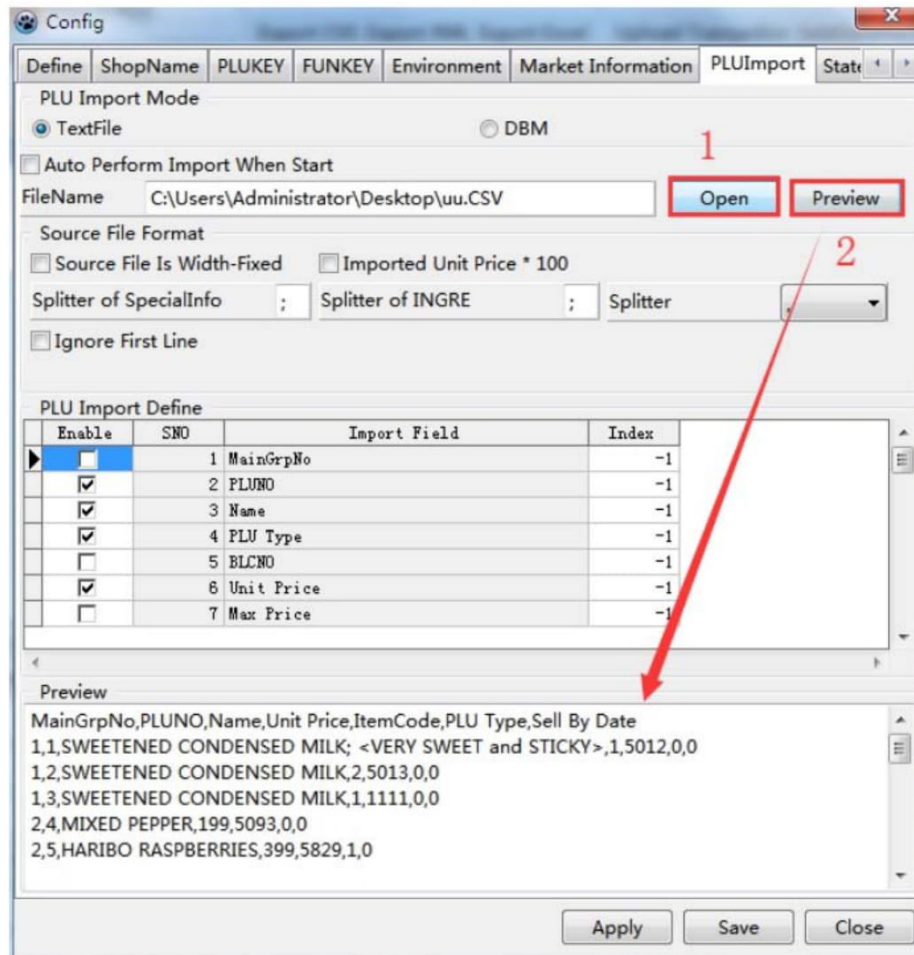 Config
Define ShopName PLUKEY FUNKEY Environment Market Information PLUImport State
PLU Import Mode
TextFile DBM
1
Auto Perform Import When Start
FileName C:\Users\Administrator\Desktop\uu.CSV Open Preview
Source File Format 2
Source File Is Width-Fixed Imported Unit Price * 100
Splitter of SpecialInfo ; Splitter of INGRE ; Splitter ,
Ignore First Line
PLU Import Define
Enable SNO Import Field Index
1 MainGrpNo -1
2 PLUNO -1
3 Name -1
4 PLU Type -1
5 BLCNO -1
6 Unit Price -1
7 Max Price -1
Preview
MainGrpNo,PLUNO,Name,Unit Price,ItemCode,PLU Type,Sell By Date
1,1,SWEETENED CONDENSED MILK; <VERY SWEET and STICKY>,1,5012,0,0
1,2,SWEETENED CONDENSED MILK,2,5013,0,0
1,3,SWEETENED CONDENSED MILK,1,1111,0,0
2,4,MIXED PEPPER,199,5093,0,0
2,5,HARIBO RASPBERRIES,399,5829,1,0
Apply Save Close